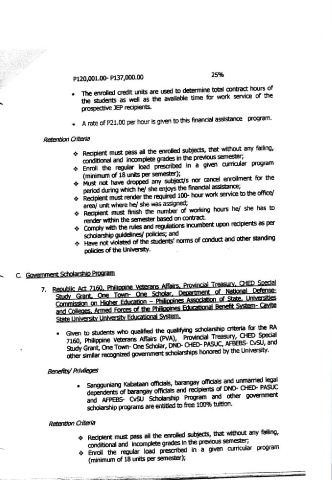 P120,001.00- P137,000.00 25%
• The enrolled credit units are used to determine total contract hours of
the students as well as the available time for work service of the
prospective JEP recipients.
• A rate of P21.00 per hour is given to this financial assistance program.
Retention Criteria
❖ Recipient must pass all the enrolled subjects, that without any failing,
conditional and incomplete grades in the previous semester;
❖ Enroll the regular load prescribed in a given curricular program
(minimum of 18 units per semester);
❖ Must not have dropped any subject/s nor cancel enrollment for the
period during which he/ she enjoys the financial assistance;
❖ Recipient must render the required 100- hour work service to the office/
area/ unit where he/ she was assigned;
❖ Recipient must finish the number of working hours he/ she has to
render within the semester based on contract.
❖ Comply with the rules and regulations incumbent upon recipients as per
scholarship guidelines/ policies; and
❖ Have not violated of the students' norms of conduct and other standing
policies of the University.
C. Government Scholarship Program
7. Republic Act 7160, Philippine Veterans Affairs, Provincial Treasury, CHED Special
Study Grant, One Town- One Scholar, Department of National Defense-
Commission on Higher Education – Philippines Association of State, Universities
and Colleges, Armed Forces of the Philippines Educational Benefit System- Cavite
State University University Educational System.
• Given to students who qualified the qualifying scholarship criteria for the RA
7160, Philippine Veterans Affairs (PVA), Provincial Treasury, CHED Special
Study Grant, One Town- One Scholar, DND- CHED- PASUC, AFPEBS- CvSU, and
other similar recognized government scholarships honored by the University.
Benefits/ Privileges
• Sangguniang Kabataan officials, barangay officials and unmarried legal
dependents of barangay officials and recipients of DND- CHED- PASUC
and AFPEBS- CvSU Scholarship Program and other government
scholarship programs are entitled to free 100% tuition.
Retention Criteria
❖ Recipient must pass all the enrolled subjects, that without any failing,
conditional and incomplete grades in the previous semester;
❖ Enroll the regular load prescribed in a given curricular program
(minimum of 18 units per semester);